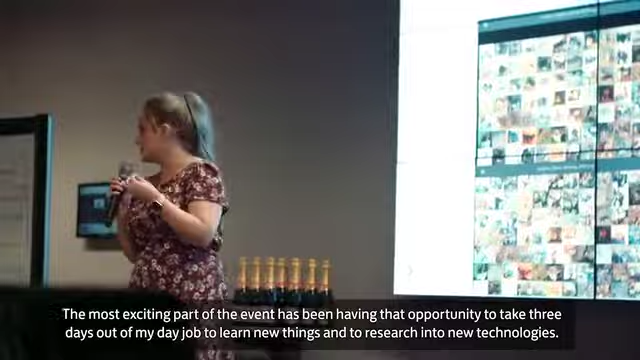 The most exciting part of the event has been having that opportunity to take three
days out of my day job to learn new things and to research into new technologies.